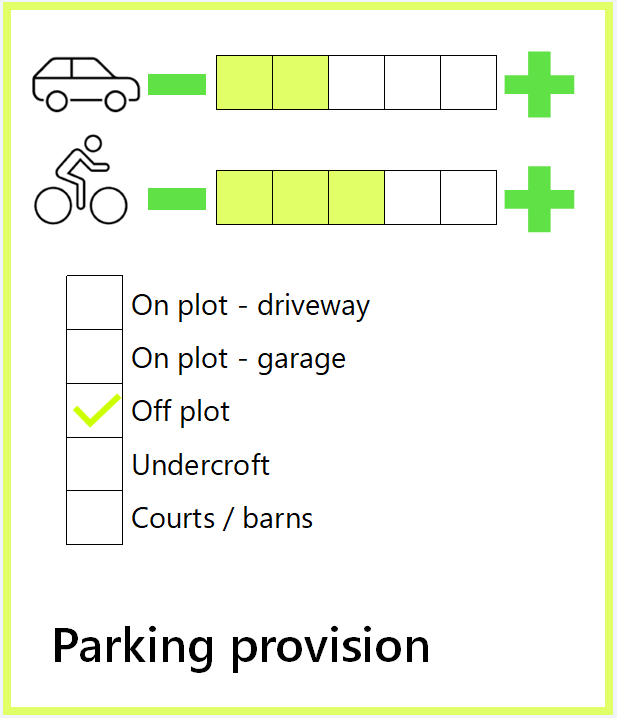 On plot - driveway
On plot - garage
Off plot
Undercroft
Courts / barns
Parking provision